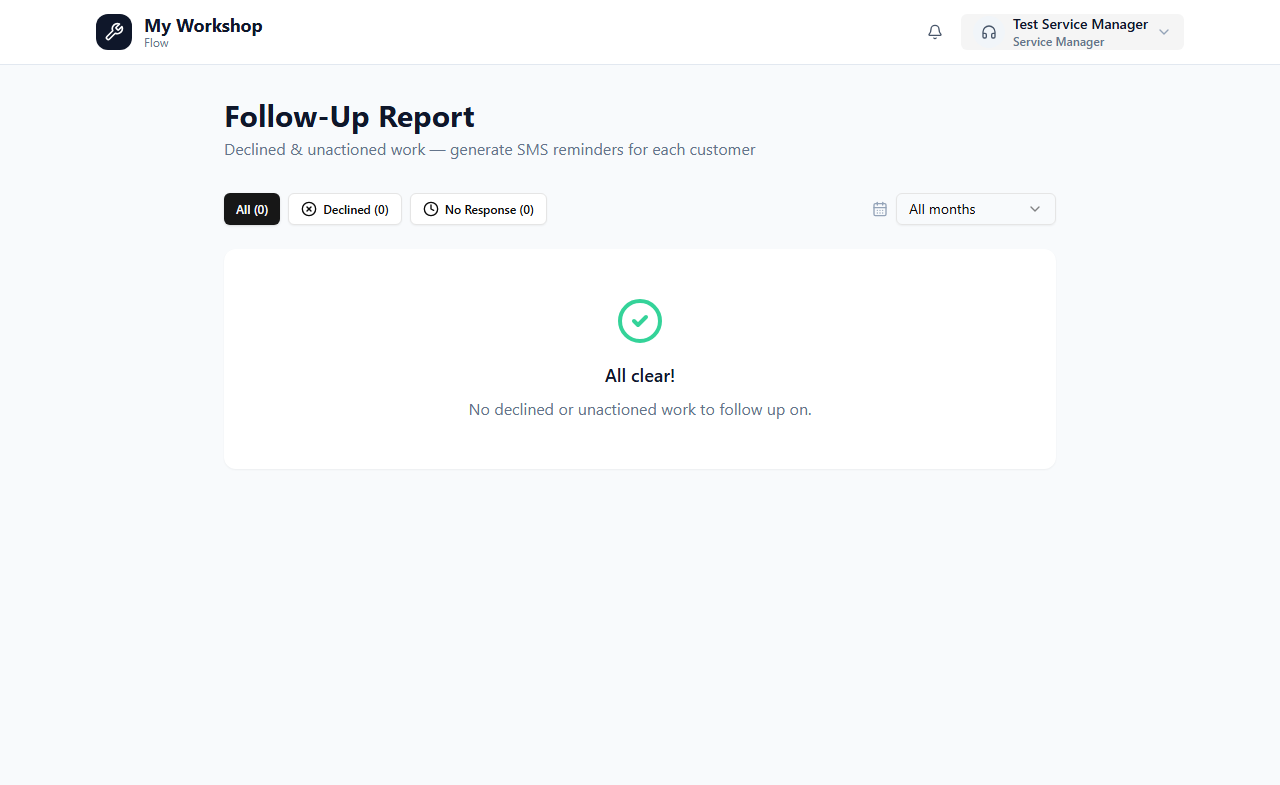 My Workshop
Flow
Test Service Manager
Service Manager
Follow-Up Report
Declined & unactioned work — generate SMS reminders for each customer
All (0)
Declined (0)
No Response (0)
All months
All clear!
No declined or unactioned work to follow up on.